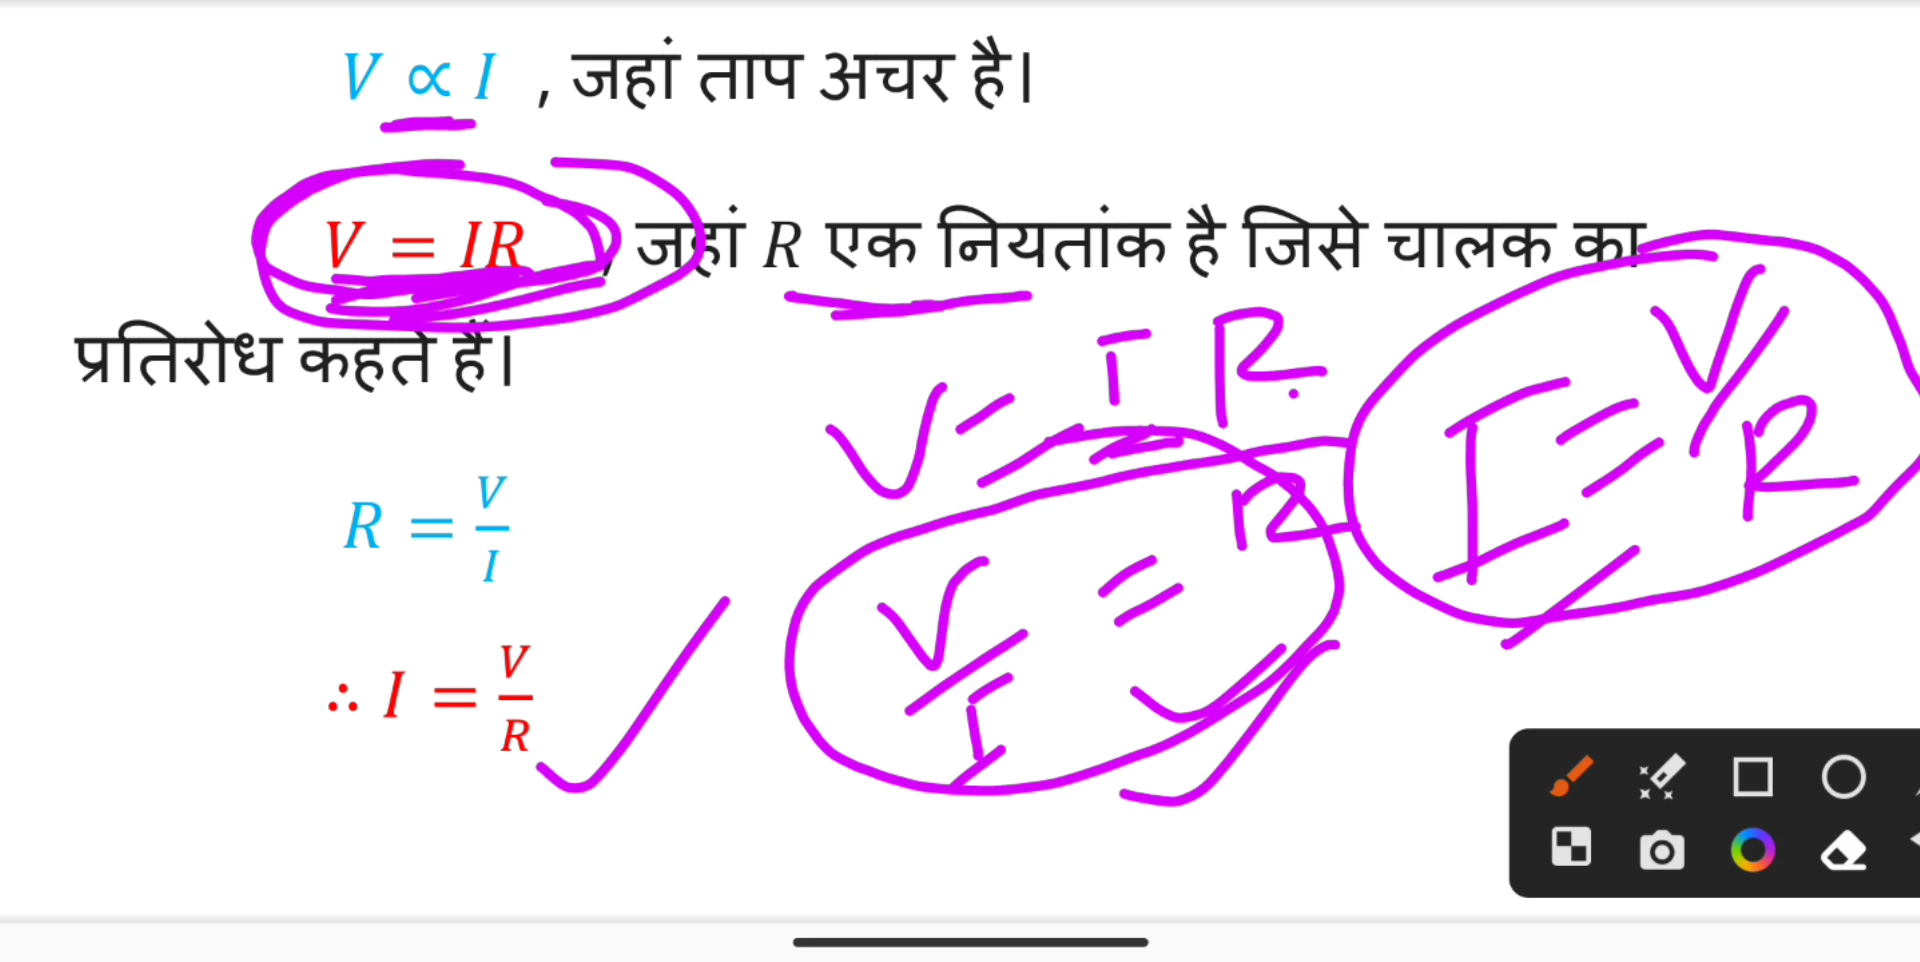 V ∝ I , जहां ताप अचर है।
V = IR , जहां R एक नियतांक है जिसे चालक का
प्रतिरोध कहते हैं।
R = V/I
∴ I = V/R
V = IR.
V/I = R
I = V/R